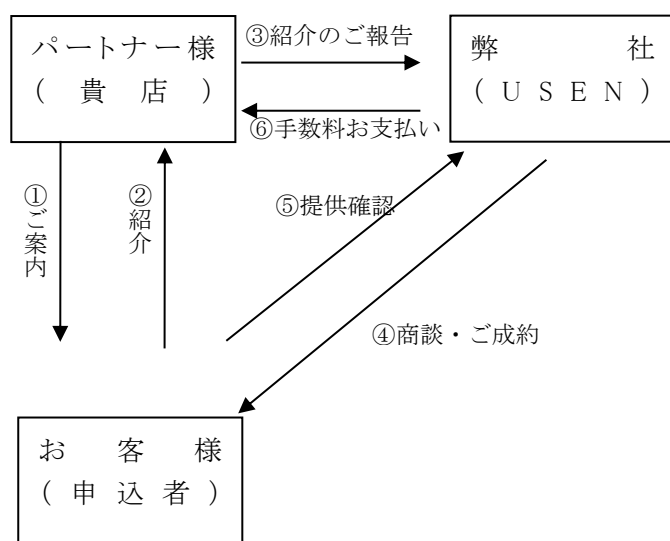 パートナー様
（貴店）
③紹介のご報告
弊社
（ＵＳＥＮ）
⑥手数料お支払い
①ご案内
②紹介
⑤提供確認
④商談・ご成約
お客様
（申込者）